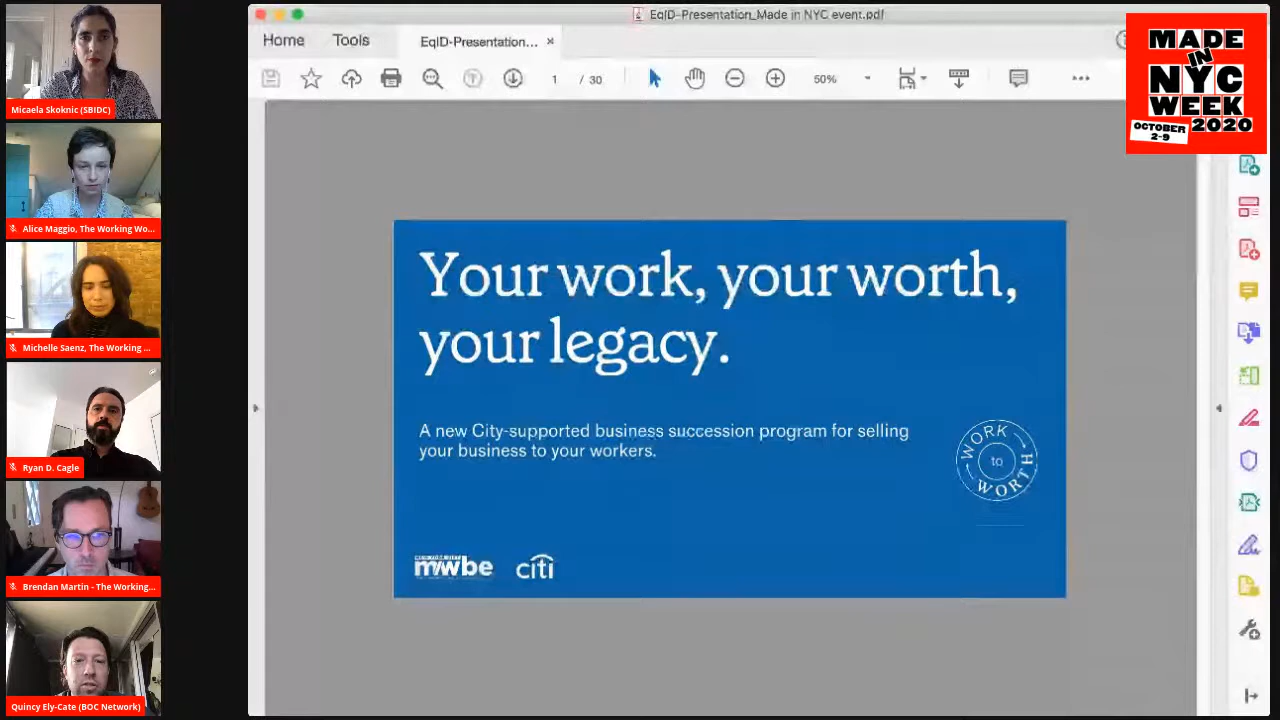 Micaela Skoknic (SBIDC)
Alice Maggio, The Working Wo...
Michelle Saenz, The Working ...
Ryan D. Cagle
Brendan Martin - The Working...
Quincy Ely-Cate (BOC Network)
EqID-Presentation_Made in NYC event.pdf
Home Tools EqID-Presentation... ×
1 / 30 50%
MADE
IN
NYC
WEEK
OCTOBER
2-9
2020
Your work, your worth,
your legacy.
A new City-supported business succession program for selling
your business to your workers.
WORK
to
WORTH
mwbe citi